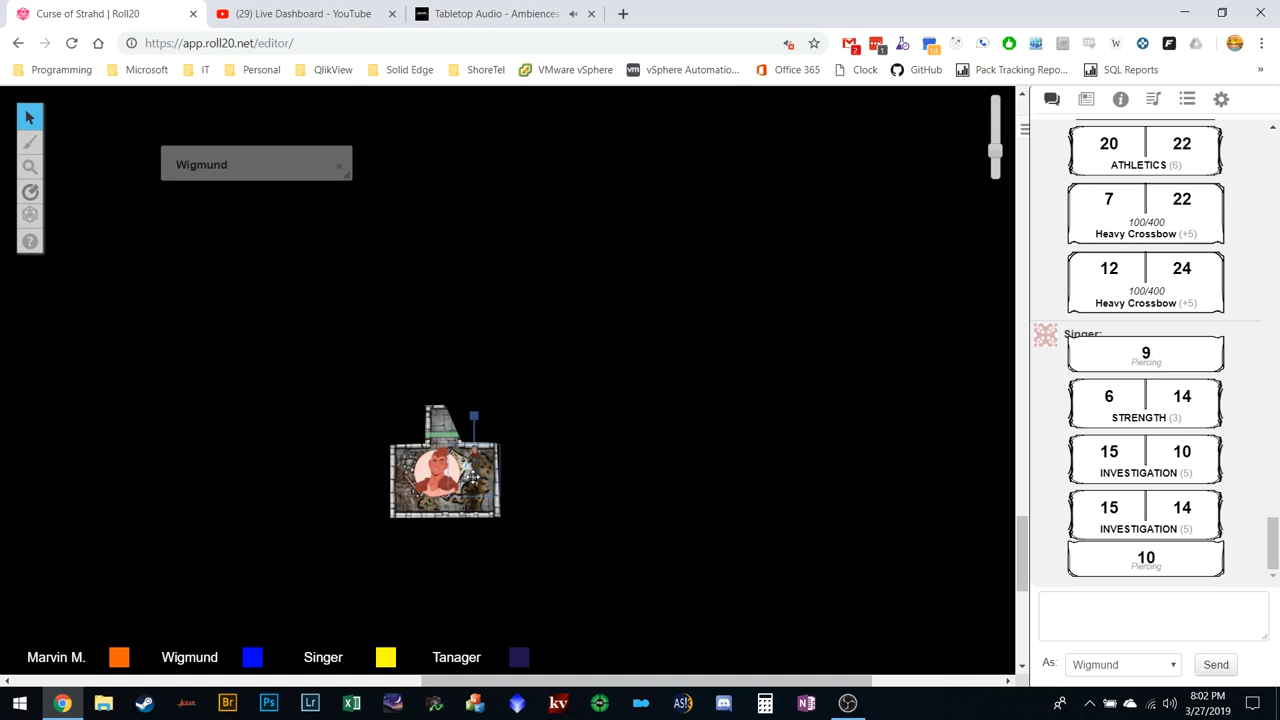 Curse of Strahd | Roll20
(29) Live Dashboard - YouTube
Tabletop Audio - Ambiences
https://app.roll20.net/editor/
Programming
Microsoft
IT
Personal
QlikView
Solid Edge
ShoreTel
VMware vSphere
vSphere Automatio...
Office 365
Clock
GitHub
Pack Tracking Repo...
SQL Reports
Wigmund
20 22
ATHLETICS (6)
7 22
100/400
Heavy Crossbow (+5)
12 24
100/400
Heavy Crossbow (+5)
Singer:
9
Piercing
6 14
STRENGTH (3)
15 10
INVESTIGATION (5)
15 14
INVESTIGATION (5)
10
Piercing
Marvin M.
Wigmund
Singer
Tanager
As: Wigmund Send
8:02 PM
3/27/2019